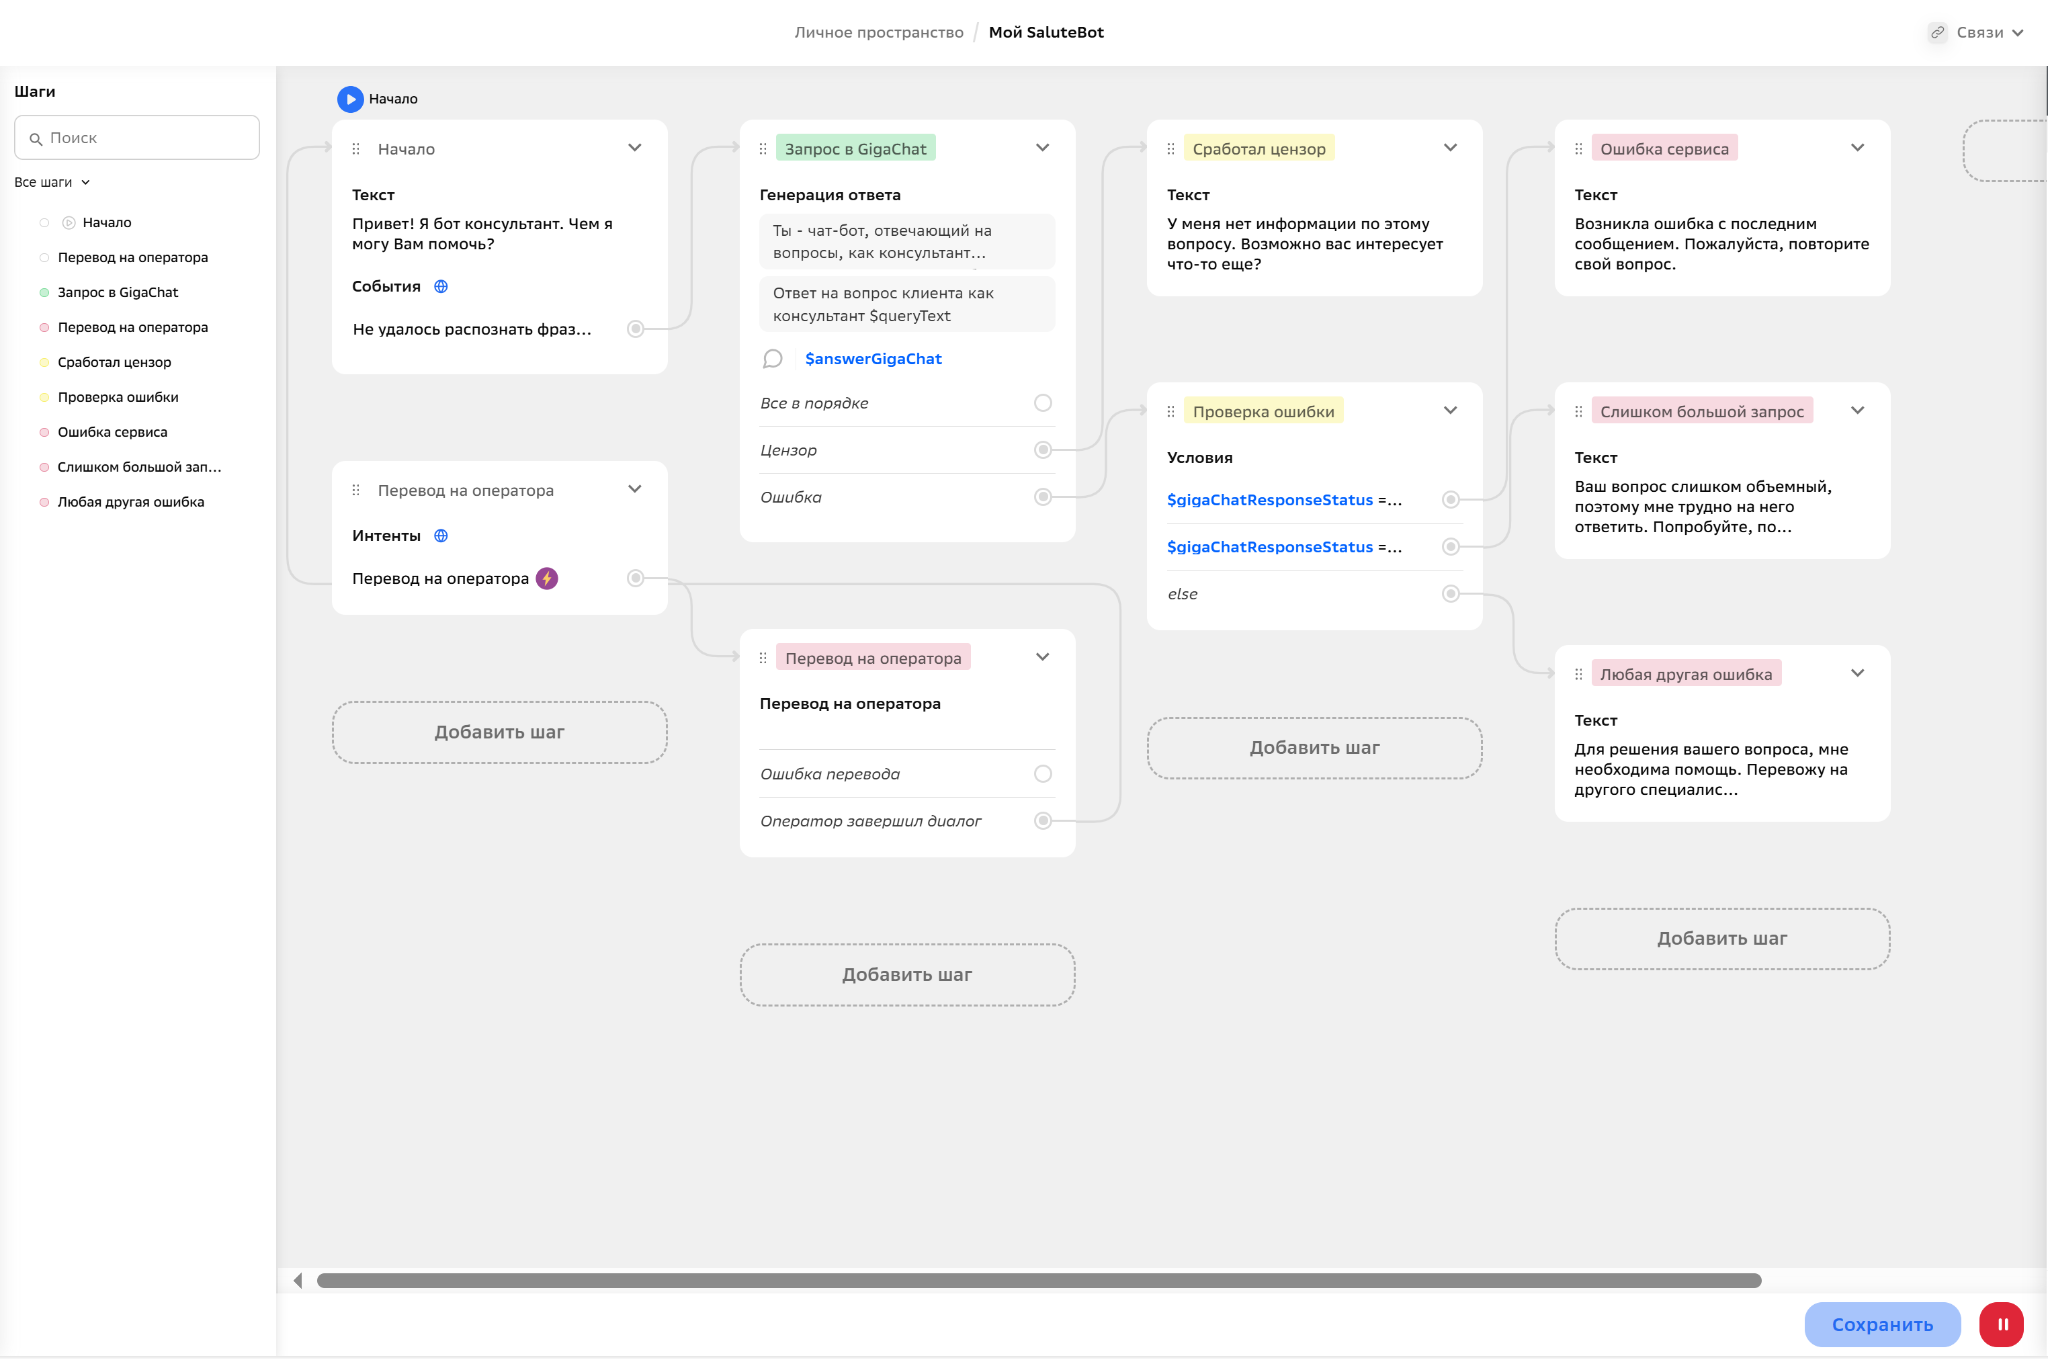 Личное пространство / Мой SaluteBot
Связи
Шаги
Поиск
Все шаги
Начало
Перевод на оператора
Запрос в GigaChat
Перевод на оператора
Сработал цензор
Проверка ошибки
Ошибка сервиса
Слишком большой зап...
Любая другая ошибка
Начало
Начало
Текст
Привет! Я бот консультант. Чем я
могу Вам помочь?
События
Не удалось распознать фраз...
Перевод на оператора
Интенты
Перевод на оператора
Добавить шаг
Запрос в GigaChat
Генерация ответа
Ты - чат-бот, отвечающий на
вопросы, как консультант...
Ответ на вопрос клиента как
консультант $queryText
$answerGigaChat
Все в порядке
Цензор
Ошибка
Перевод на оператора
Перевод на оператора
Ошибка перевода
Оператор завершил диалог
Добавить шаг
Сработал цензор
Текст
У меня нет информации по этому
вопросу. Возможно вас интересует
что-то еще?
Проверка ошибки
Условия
$gigaChatResponseStatus =...
$gigaChatResponseStatus =...
else
Добавить шаг
Ошибка сервиса
Текст
Возникла ошибка с последним
сообщением. Пожалуйста, повторите
свой вопрос.
Слишком большой запрос
Текст
Ваш вопрос слишком объемный,
поэтому мне трудно на него
ответить. Попробуйте, по...
Любая другая ошибка
Текст
Для решения вашего вопроса, мне
необходима помощь. Перевожу на
другого специалис...
Добавить шаг
Сохранить